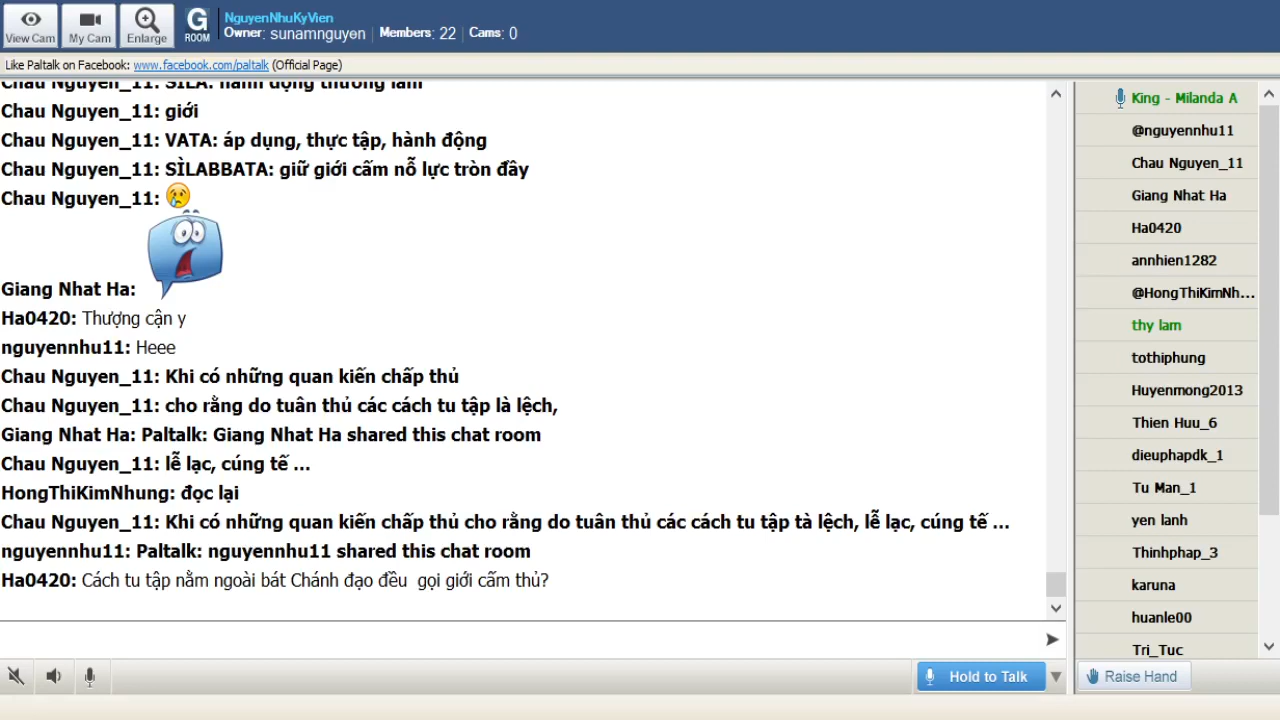 View Cam
My Cam
Enlarge
G
ROOM
NguyenNhuKyVien
Owner: sunamnguyen | Members: 22 | Cams: 0
Like Paltalk on Facebook: www.facebook.com/paltalk (Official Page)
Chau Nguyen_11: SÌLA: hành động thường làm
Chau Nguyen_11: giới
Chau Nguyen_11: VATA: áp dụng, thực tập, hành động
Chau Nguyen_11: SÌLABBATA: giữ giới cấm nỗ lực tròn đầy
Chau Nguyen_11:
Giang Nhat Ha:
Ha0420: Thượng cận y
nguyennhu11: Heee
Chau Nguyen_11: Khi có những quan kiến chấp thủ
Chau Nguyen_11: cho rằng do tuân thủ các cách tu tập là lệch,
Giang Nhat Ha: Paltalk: Giang Nhat Ha shared this chat room
Chau Nguyen_11: lễ lạc, cúng tế ...
HongThiKimNhung: đọc lại
Chau Nguyen_11: Khi có những quan kiến chấp thủ cho rằng do tuân thủ các cách tu tập tà lệch, lễ lạc, cúng tế ...
nguyennhu11: Paltalk: nguyennhu11 shared this chat room
Ha0420: Cách tu tập nằm ngoài bát Chánh đạo đều gọi giới cấm thủ?
King - Milanda A
@nguyennhu11
Chau Nguyen_11
Giang Nhat Ha
Ha0420
annhien1282
@HongThiKimNh...
thy lam
tothiphung
Huyenmong2013
Thien Huu_6
dieuphapdk_1
Tu Man_1
yen lanh
Thinhphap_3
karuna
huanle00
Tri_Tuc
Hold to Talk
Raise Hand